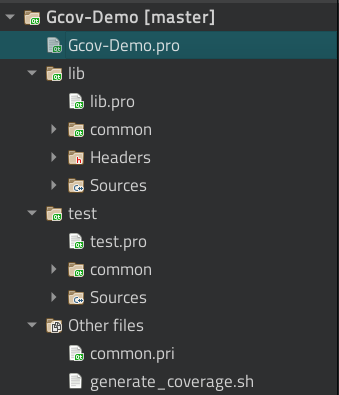 Gcov-Demo [master]
Gcov-Demo.pro
lib
lib.pro
common
Headers
Sources
test
test.pro
common
Sources
Other files
common.pri
generate_coverage.sh